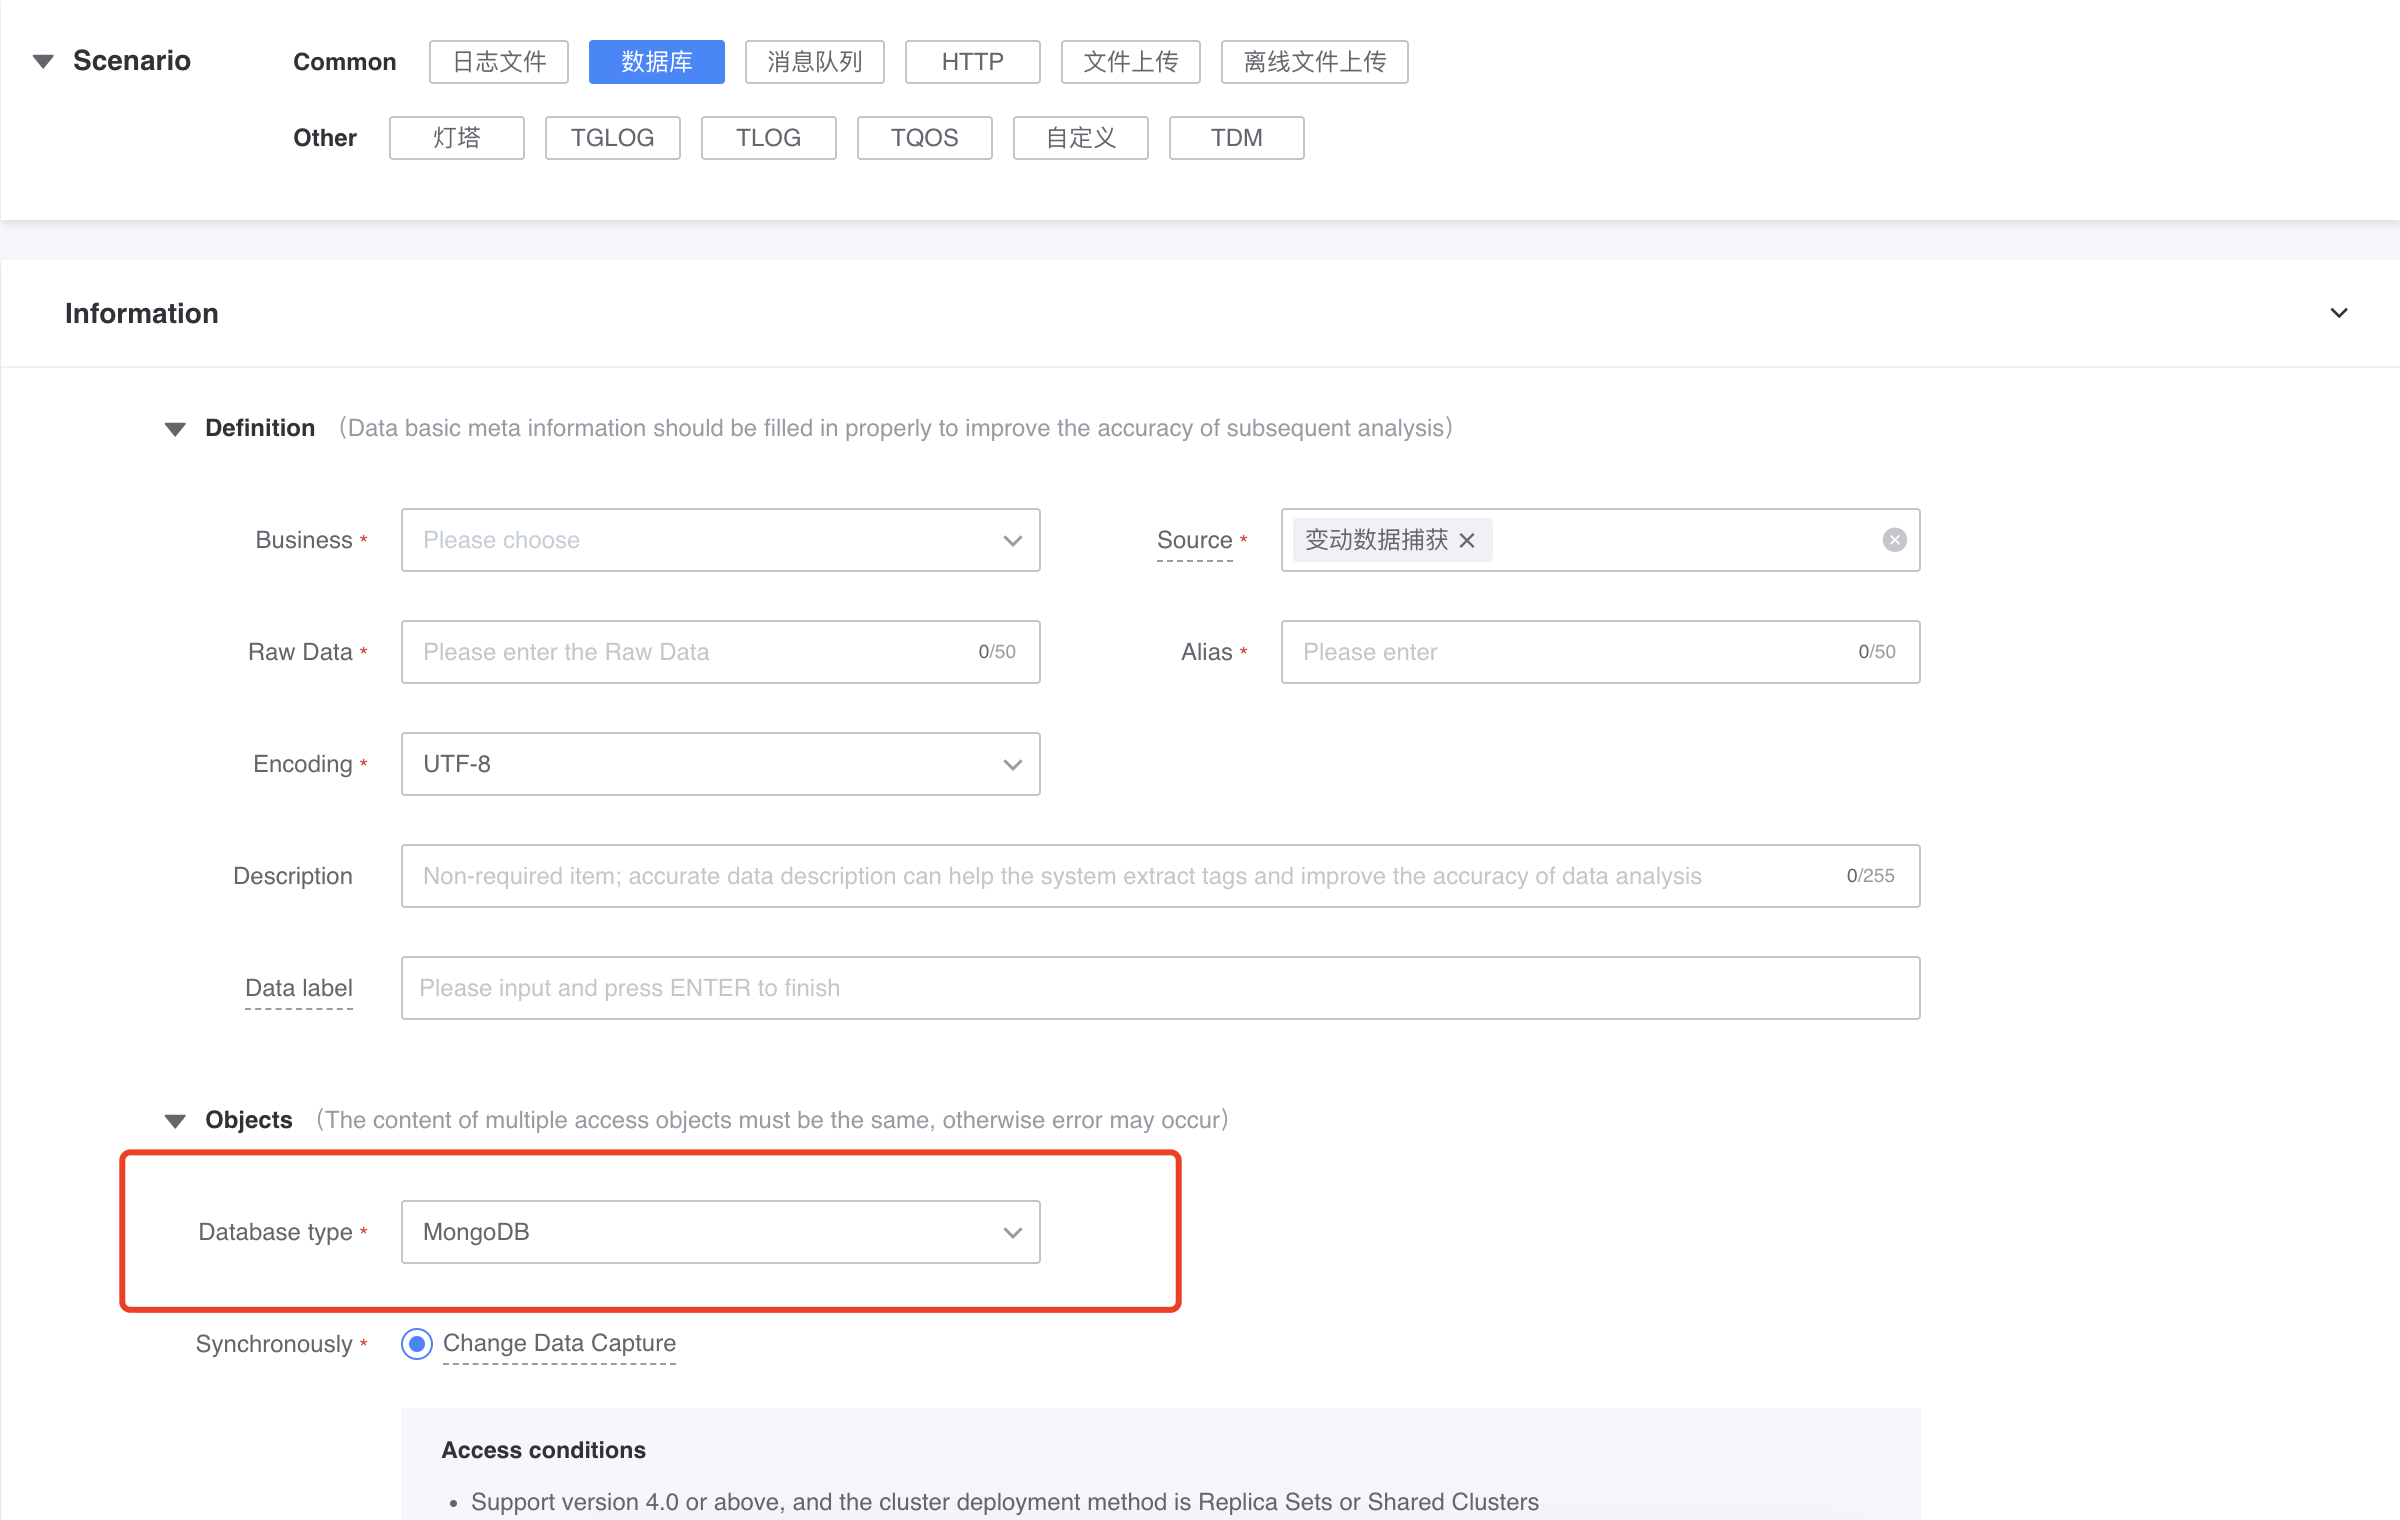 Scenario
Common 日志文件 数据库 消息队列 HTTP 文件上传 离线文件上传
Other 灯塔 TGLOG TLOG TQOS 自定义 TDM
Information
Definition （Data basic meta information should be filled in properly to improve the accuracy of subsequent analysis）
Business * Please choose Source * 变动数据捕获
Raw Data * Please enter the Raw Data 0/50 Alias * Please enter 0/50
Encoding * UTF-8
Description Non-required item; accurate data description can help the system extract tags and improve the accuracy of data analysis 0/255
Data label Please input and press ENTER to finish
Objects （The content of multiple access objects must be the same, otherwise error may occur）
Database type * MongoDB
Synchronously * Change Data Capture
Access conditions
• Support version 4.0 or above, and the cluster deployment method is Replica Sets or Shared Clusters